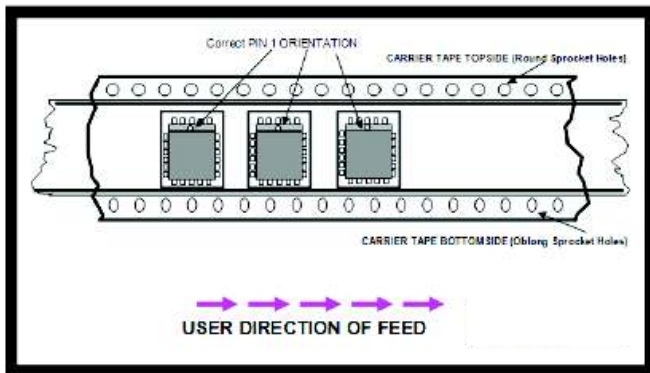 Correct PIN 1 ORIENTATION
CARRIER TAPE TOPSIDE (Round Sprocket Holes)
CARRIER TAPE BOTTOMSIDE (Oblong Sprocket Holes)
USER DIRECTION OF FEED